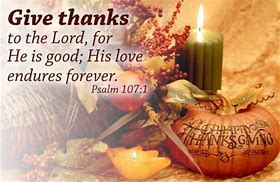 Give thanks
to the Lord, for
He is good; His love
endures forever.
Psalm 107:1
HAPPY
THANKSGIVING